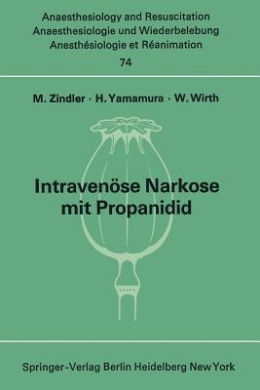 Anaesthesiology and Resuscitation
Anaesthesiologie und Wiederbelebung
Anesthésiologie et Réanimation
74
M. Zindler · H. Yamamura · W. Wirth
Intravenöse Narkose
mit Propanidid
Springer-Verlag Berlin Heidelberg New York